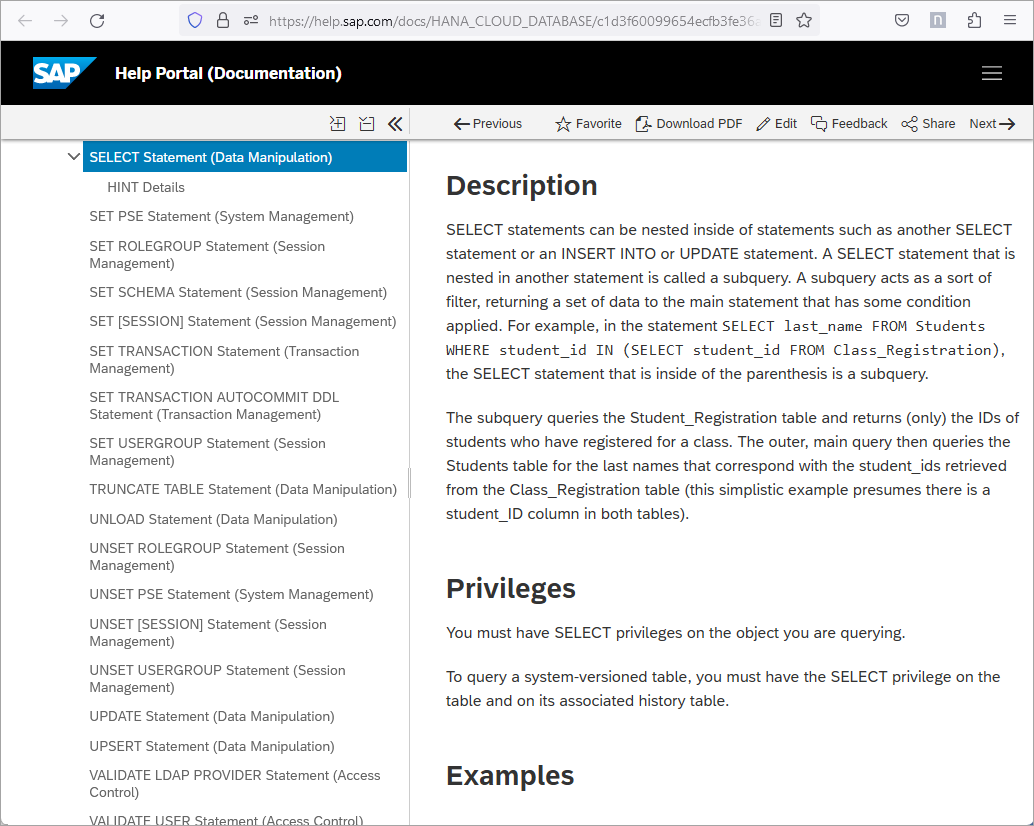 https://help.sap.com/docs/HANA_CLOUD_DATABASE/c1d3f60099654ecfb3fe36a
n
SAP
Help Portal (Documentation)
Previous
Favorite
Download PDF
Edit
Feedback
Share
Next
SELECT Statement (Data Manipulation)
HINT Details
SET PSE Statement (System Management)
SET ROLEGROUP Statement (Session
Management)
SET SCHEMA Statement (Session Management)
SET [SESSION] Statement (Session Management)
SET TRANSACTION Statement (Transaction
Management)
SET TRANSACTION AUTOCOMMIT DDL
Statement (Transaction Management)
SET USERGROUP Statement (Session
Management)
TRUNCATE TABLE Statement (Data Manipulation)
UNLOAD Statement (Data Manipulation)
UNSET ROLEGROUP Statement (Session
Management)
UNSET PSE Statement (System Management)
UNSET [SESSION] Statement (Session
Management)
UNSET USERGROUP Statement (Session
Management)
UPDATE Statement (Data Manipulation)
UPSERT Statement (Data Manipulation)
VALIDATE LDAP PROVIDER Statement (Access
Control)
VALIDATE USER Statement (Access Control)
Description
SELECT statements can be nested inside of statements such as another SELECT
statement or an INSERT INTO or UPDATE statement. A SELECT statement that is
nested in another statement is called a subquery. A subquery acts as a sort of
filter, returning a set of data to the main statement that has some condition
applied. For example, in the statement SELECT last_name FROM Students
WHERE student_id IN (SELECT student_id FROM Class_Registration),
the SELECT statement that is inside of the parenthesis is a subquery.
The subquery queries the Student_Registration table and returns (only) the IDs of
students who have registered for a class. The outer, main query then queries the
Students table for the last names that correspond with the student_ids retrieved
from the Class_Registration table (this simplistic example presumes there is a
student_ID column in both tables).
Privileges
You must have SELECT privileges on the object you are querying.
To query a system-versioned table, you must have the SELECT privilege on the
table and on its associated history table.
Examples